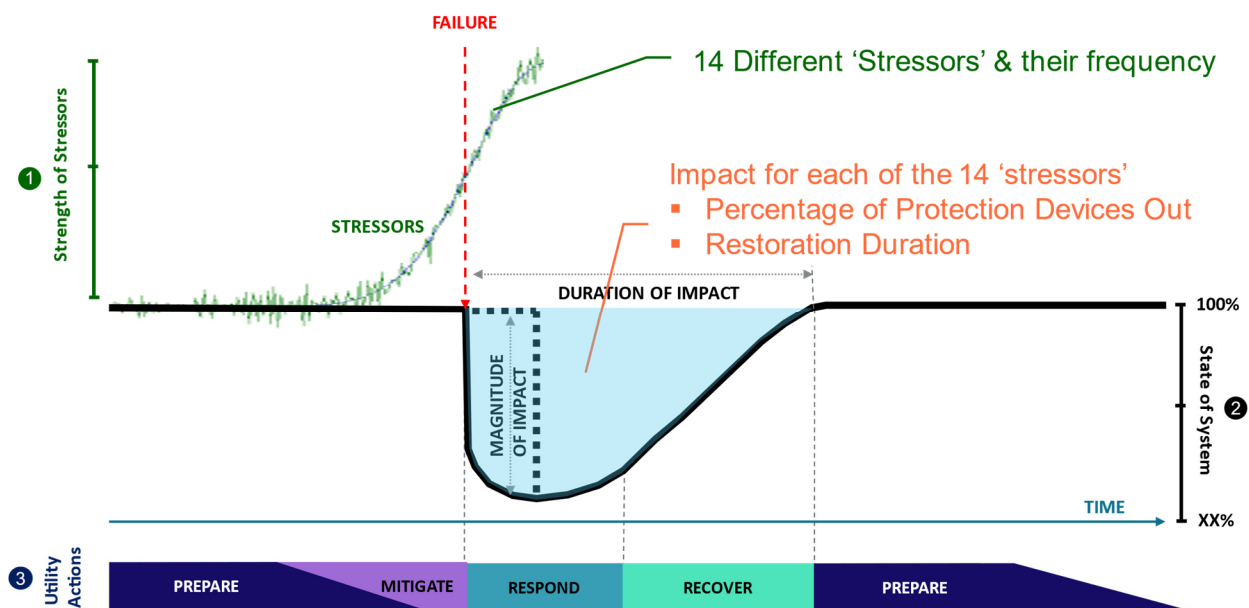 FAILURE
14 Different ‘Stressors’ & their frequency
1
Strength of Stressors
STRESSORS
Impact for each of the 14 ‘stressors’
▪ Percentage of Protection Devices Out
▪ Restoration Duration
DURATION OF IMPACT
100%
MAGNITUDE
OF IMPACT
State of System
2
TIME
XX%
3
Utility
Actions
PREPARE
MITIGATE
RESPOND
RECOVER
PREPARE